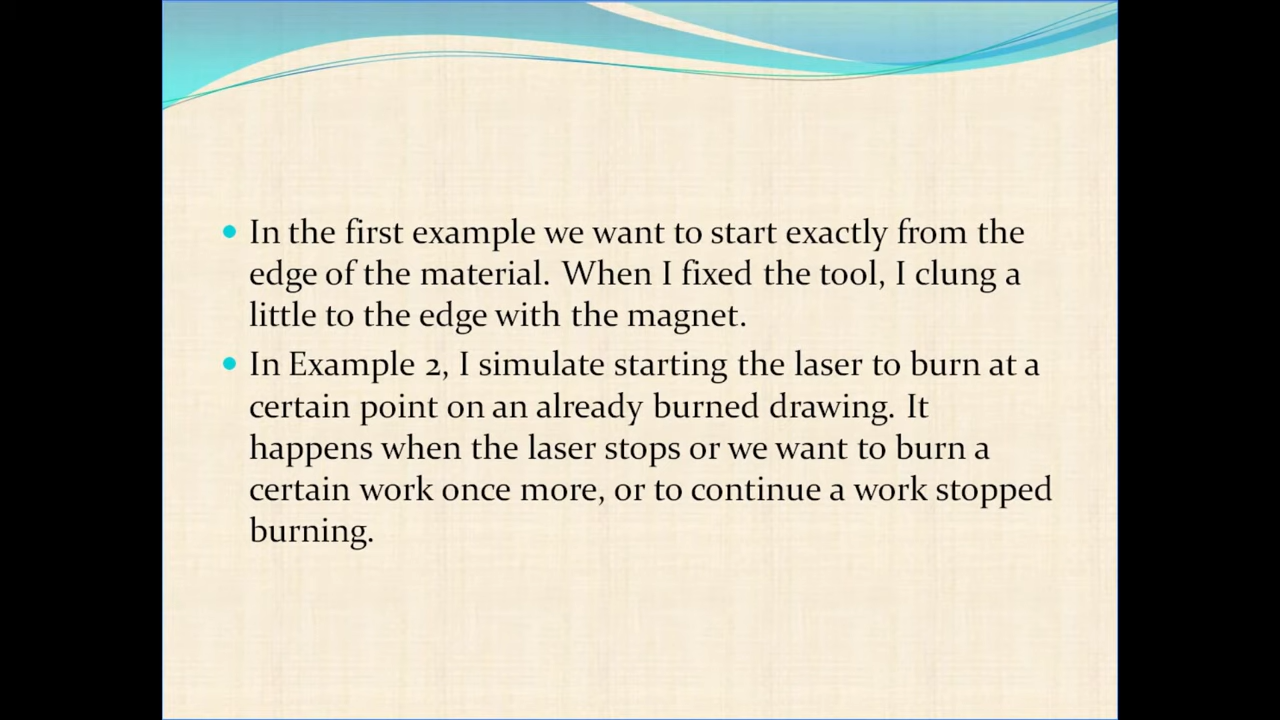 In the first example we want to start exactly from the
edge of the material. When I fixed the tool, I clung a
little to the edge with the magnet.
In Example 2, I simulate starting the laser to burn at a
certain point on an already burned drawing. It
happens when the laser stops or we want to burn a
certain work once more, or to continue a work stopped
burning.